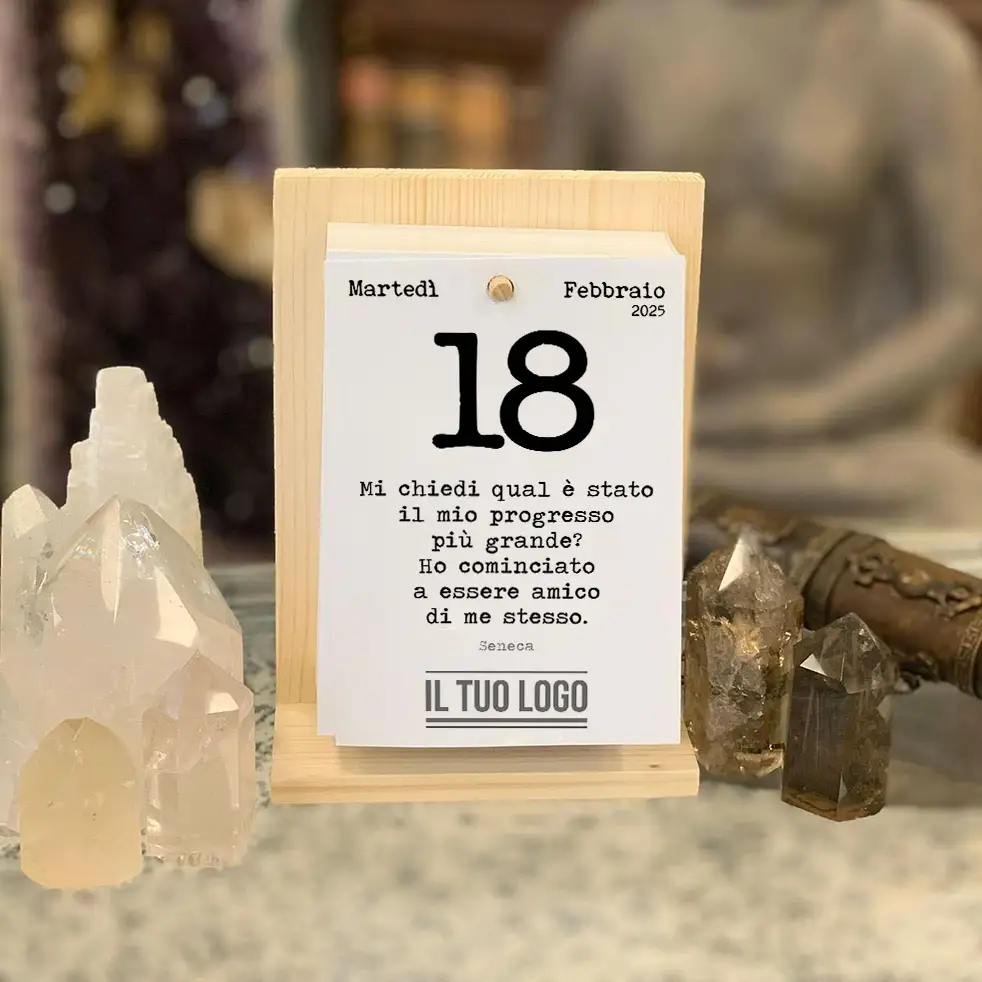 Martedì Febbraio
2025
18
Mi chiedi qual è stato
il mio progresso
più grande?
Ho cominciato
a essere amico
di me stesso.
Seneca
IL TUO LOGO